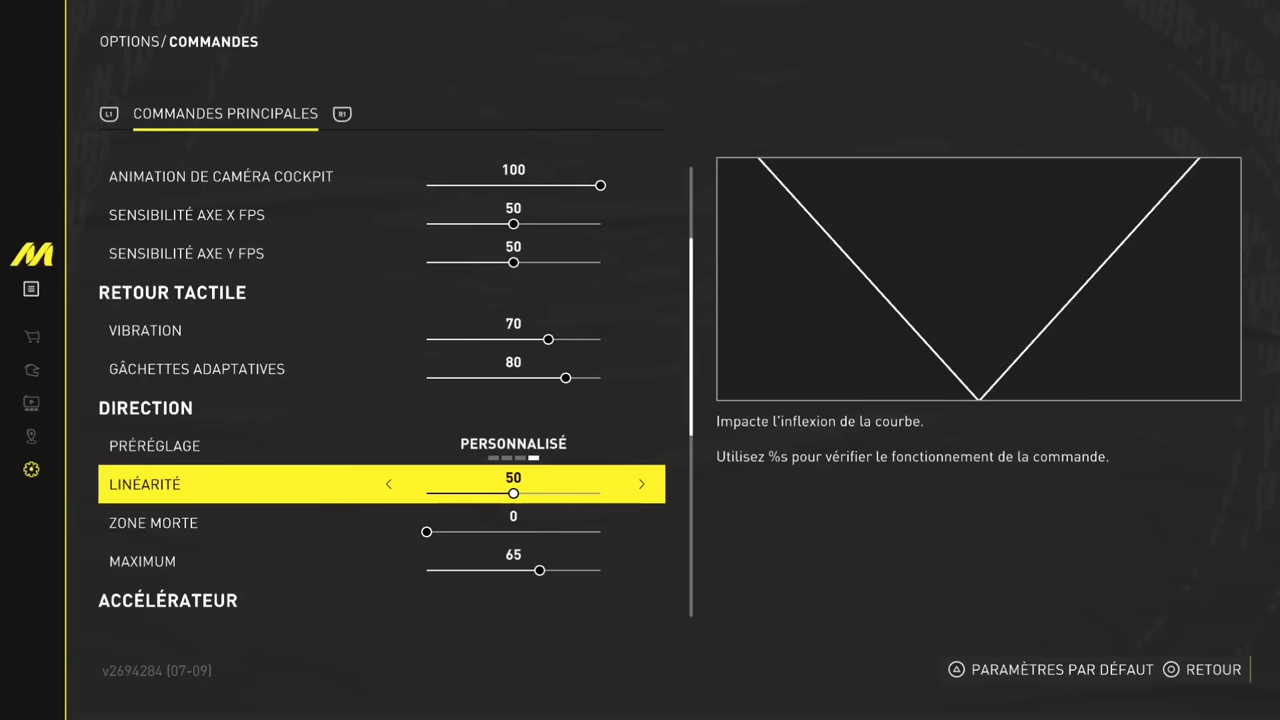 OPTIONS/COMMANDES
L1 COMMANDES PRINCIPALES R1
ANIMATION DE CAMÉRA COCKPIT 100
SENSIBILITÉ AXE X FPS 50
SENSIBILITÉ AXE Y FPS 50
RETOUR TACTILE
VIBRATION 70
GÂCHETTES ADAPTATIVES 80
DIRECTION
PRÉRÉGLAGE PERSONNALISÉ
LINÉARITÉ 50
ZONE MORTE 0
MAXIMUM 65
ACCÉLÉRATEUR
Impacte l'inflexion de la courbe.
Utilisez %s pour vérifier le fonctionnement de la commande.
v2694284 (07-09)
PARAMÈTRES PAR DÉFAUT RETOUR